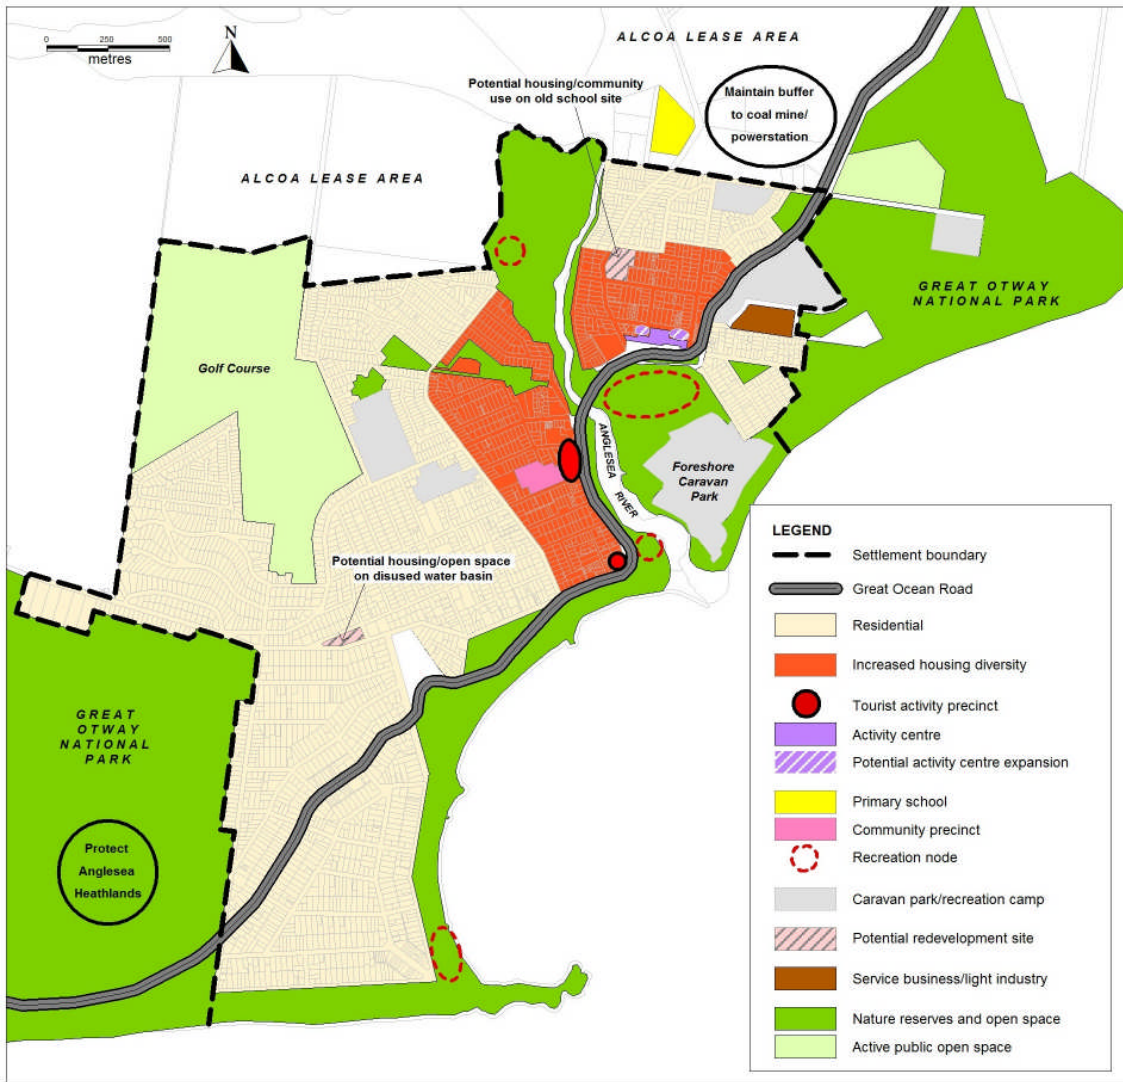 0 250 500
metres
N
ALCOA LEASE AREA
Potential housing/community
use on old school site
Maintain buffer
to coal mine/
powerstation
ALCOA LEASE AREA
GREAT OTWAY
NATIONAL PARK
Golf Course
ANGLESEA
RIVER
Foreshore
Caravan
Park
Potential housing/open space
on disused water basin
GREAT
OTWAY
NATIONAL
PARK
Protect
Anglesea
Heathlands
LEGEND
Settlement boundary
Great Ocean Road
Residential
Increased housing diversity
Tourist activity precinct
Activity centre
Potential activity centre expansion
Primary school
Community precinct
Recreation node
Caravan park/recreation camp
Potential redevelopment site
Service business/light industry
Nature reserves and open space
Active public open space